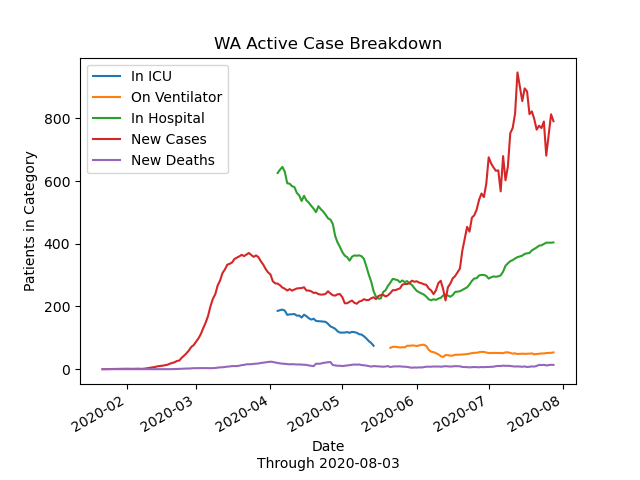 WA Active Case Breakdown
In ICU
On Ventilator
In Hospital
New Cases
New Deaths
Patients in Category
800
600
400
200
0
2020-02
2020-03
2020-04
2020-05
2020-06
2020-07
2020-08
Date
Through 2020-08-03